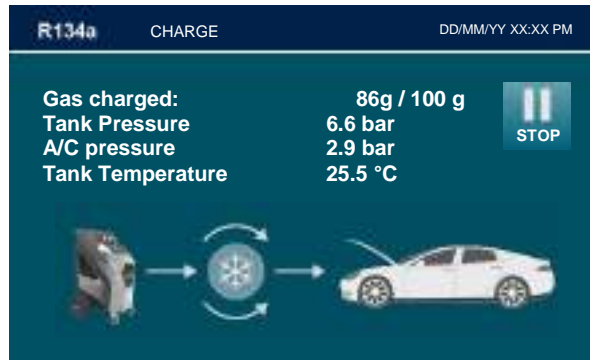 R134a CHARGE DD/MM/YY XX:XX PM
Gas charged: 86g / 100 g
Tank Pressure 6.6 bar
STOP
A/C pressure 2.9 bar
Tank Temperature 25.5 °C